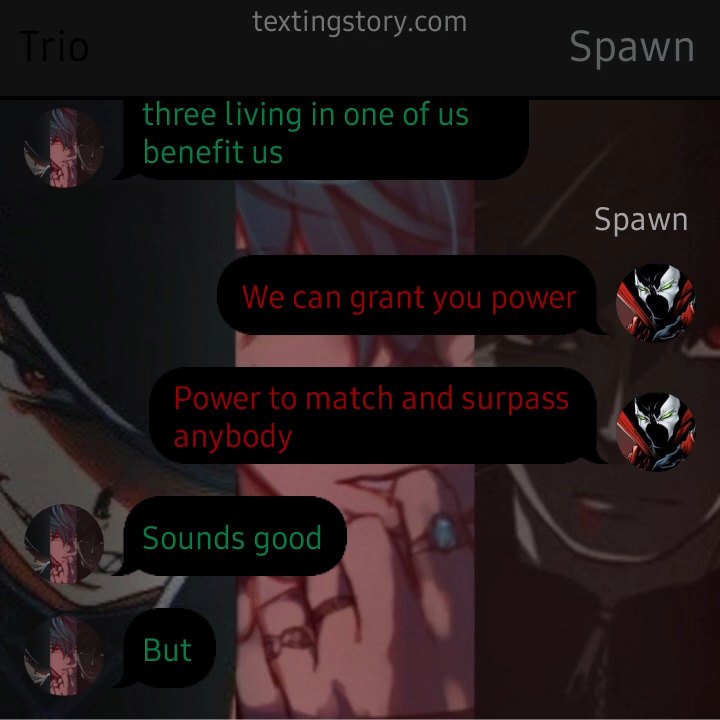 textingstory.com
Trio
Spawn
three living in one of us
benefit us
Spawn
We can grant you power
Power to match and surpass
anybody
Sounds good
But